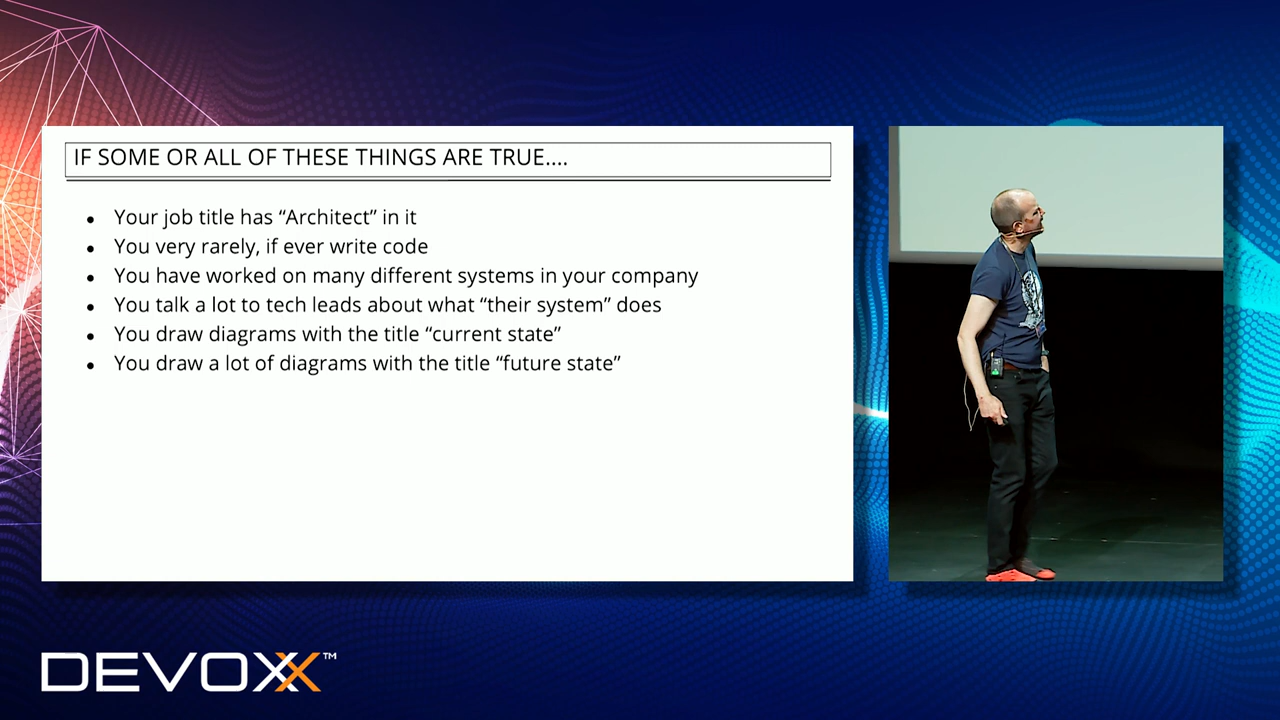 IF SOME OR ALL OF THESE THINGS ARE TRUE....
● Your job title has “Architect” in it
● You very rarely, if ever write code
● You have worked on many different systems in your company
● You talk a lot to tech leads about what “their system” does
● You draw diagrams with the title “current state”
● You draw a lot of diagrams with the title “future state”
DEVOXX™